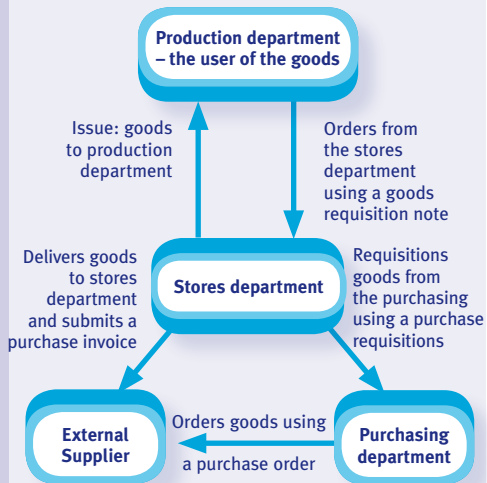 Production department
– the user of the goods
Issue: goods
to production
department
Orders from
the stores
department
using a goods
requisition note
Delivers goods
to stores
department
and submits a
purchase invoice
Stores department
Requisitions
goods from
the purchasing
using a purchase
requisitions
External
Supplier
Orders goods using
a purchase order
Purchasing
department